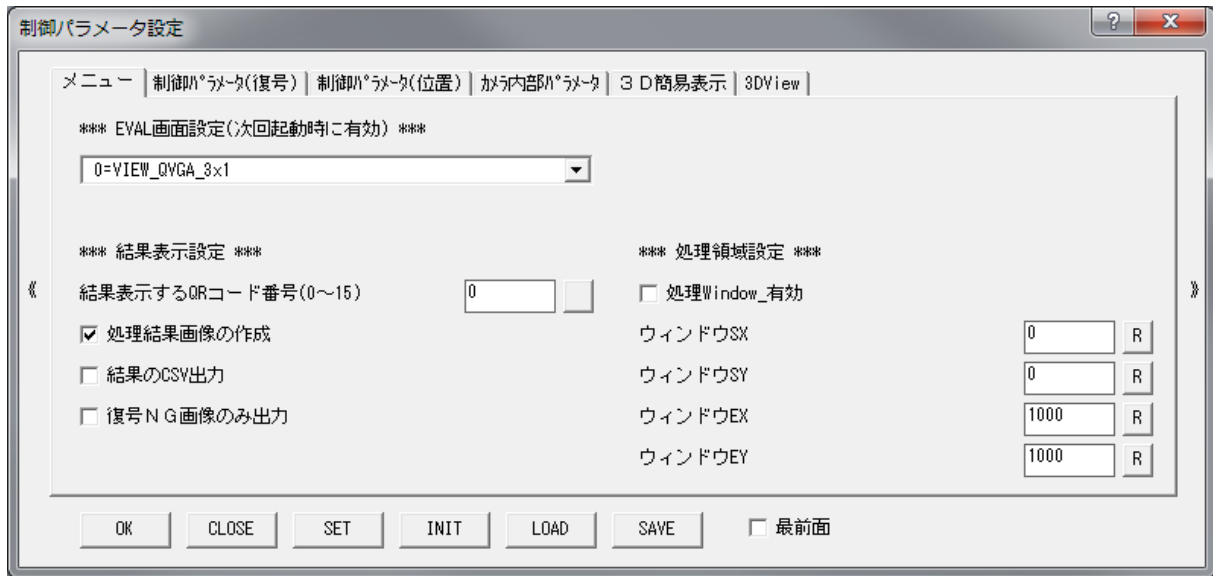 制御パラメータ設定
メニュー 制御ﾊﾟﾗﾒｰﾀ(復号) 制御ﾊﾟﾗﾒｰﾀ(位置) ｶﾒﾗ内部ﾊﾟﾗﾒｰﾀ ３Ｄ簡易表示 3DView
*** EVAL画面設定(次回起動時に有効) ***
0=VIEW_QVGA_3x1
*** 結果表示設定 ***
結果表示するQRコード番号(0～15) 0
処理結果画像の作成
結果のCSV出力
復号ＮＧ画像のみ出力
*** 処理領域設定 ***
処理Window_有効
ウィンドウSX 0 R
ウィンドウSY 0 R
ウィンドウEX 1000 R
ウィンドウEY 1000 R
《 》
OK CLOSE SET INIT LOAD SAVE 最前面